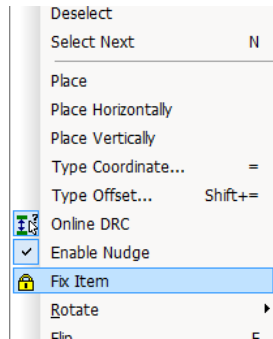 Deselect
Select Next N
Place
Place Horizontally
Place Vertically
Type Coordinate... =
Type Offset... Shift+=
Online DRC
Enable Nudge
Fix Item
Rotate
Flip F